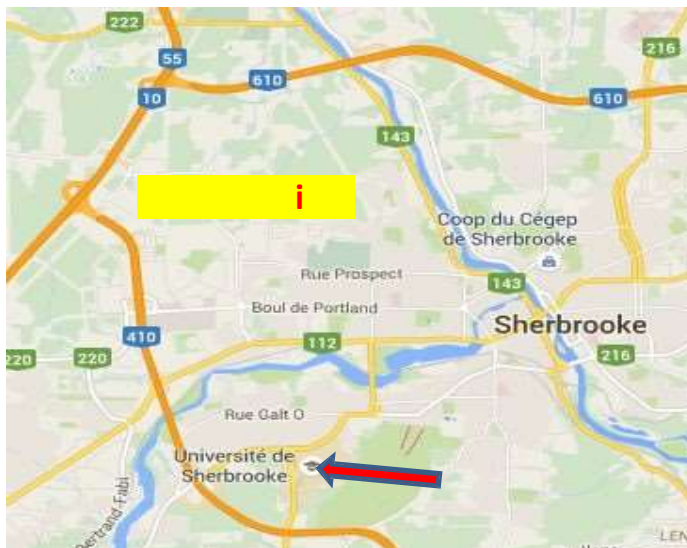 222
216
55
610
10
610
143
i
Coop du Cégep
de Sherbrooke
Rue Prospect
143
Boul de Portland
Sherbrooke
410
112
220
220
216
Rue Galt O
Université de
Sherbrooke
Bertrand-Fabi
LEN